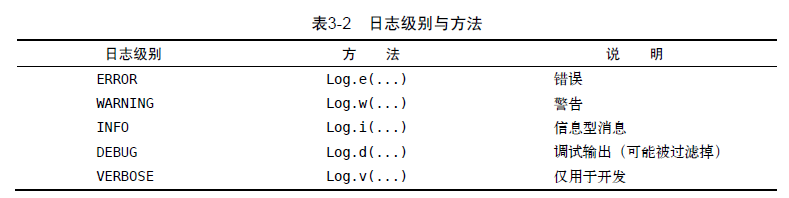 表3-2 日志级别与方法
日志级别 方 法 说 明
ERROR Log.e(...) 错误
WARNING Log.w(...) 警告
INFO Log.i(...) 信息型消息
DEBUG Log.d(...) 调试输出（可能被过滤掉）
VERBOSE Log.v(...) 仅用于开发